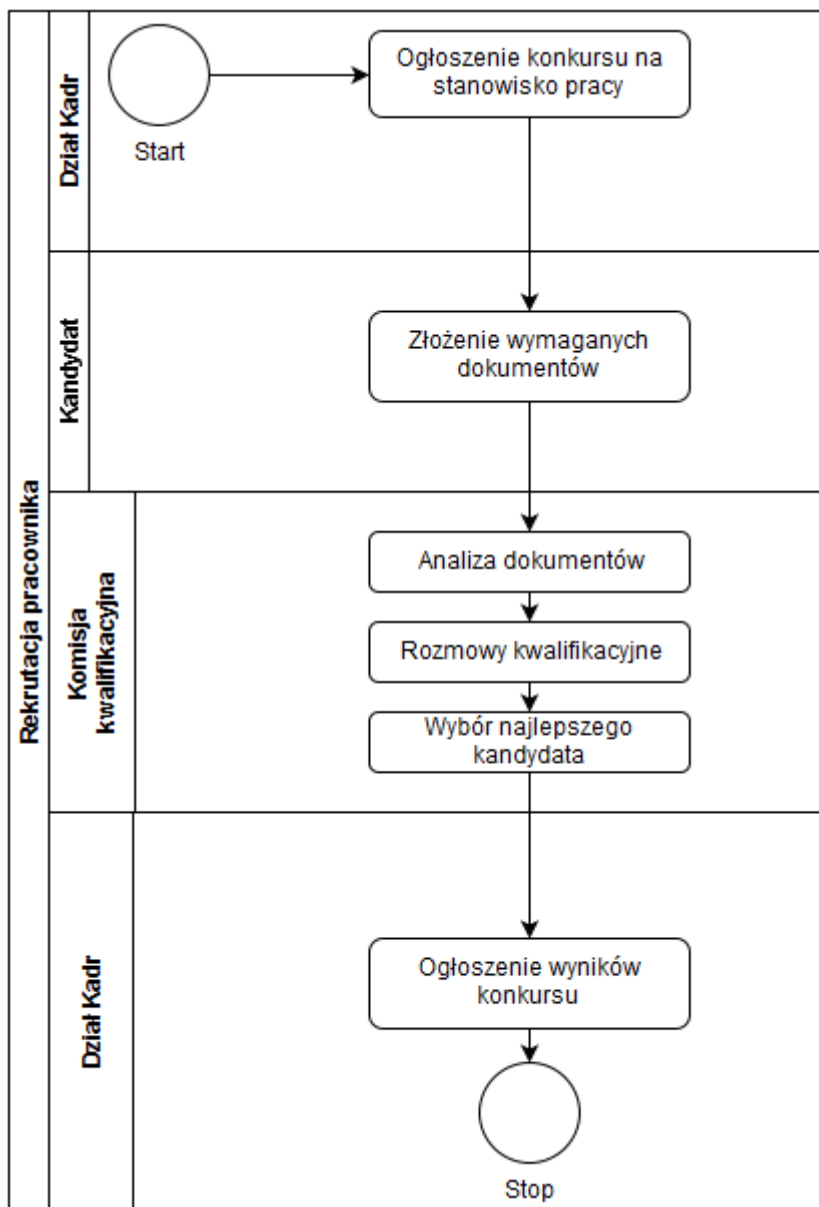 Rekrutacja pracownika
Dział Kadr
Start
Ogłoszenie konkursu na
stanowisko pracy
Kandydat
Złożenie wymaganych
dokumentów
Komisja
kwalifikacyjna
Analiza dokumentów
Rozmowy kwalifikacyjne
Wybór najlepszego
kandydata
Dział Kadr
Ogłoszenie wyników
konkursu
Stop